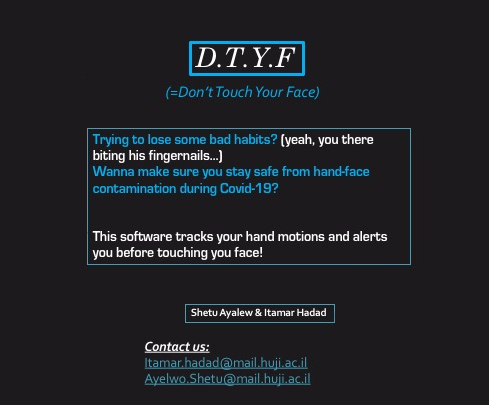 D.T.Y.F
(=Don't Touch Your Face)
Trying to lose some bad habits? (yeah, you there
biting his fingernails...)
Wanna make sure you stay safe from hand-face
contamination during Covid-19?
This software tracks your hand motions and alerts
you before touching you face!
Shetu Ayalew & Itamar Hadad
Contact us:
Itamar.hadad@mail.huji.ac.il
Ayelwo.Shetu@mail.huji.ac.il